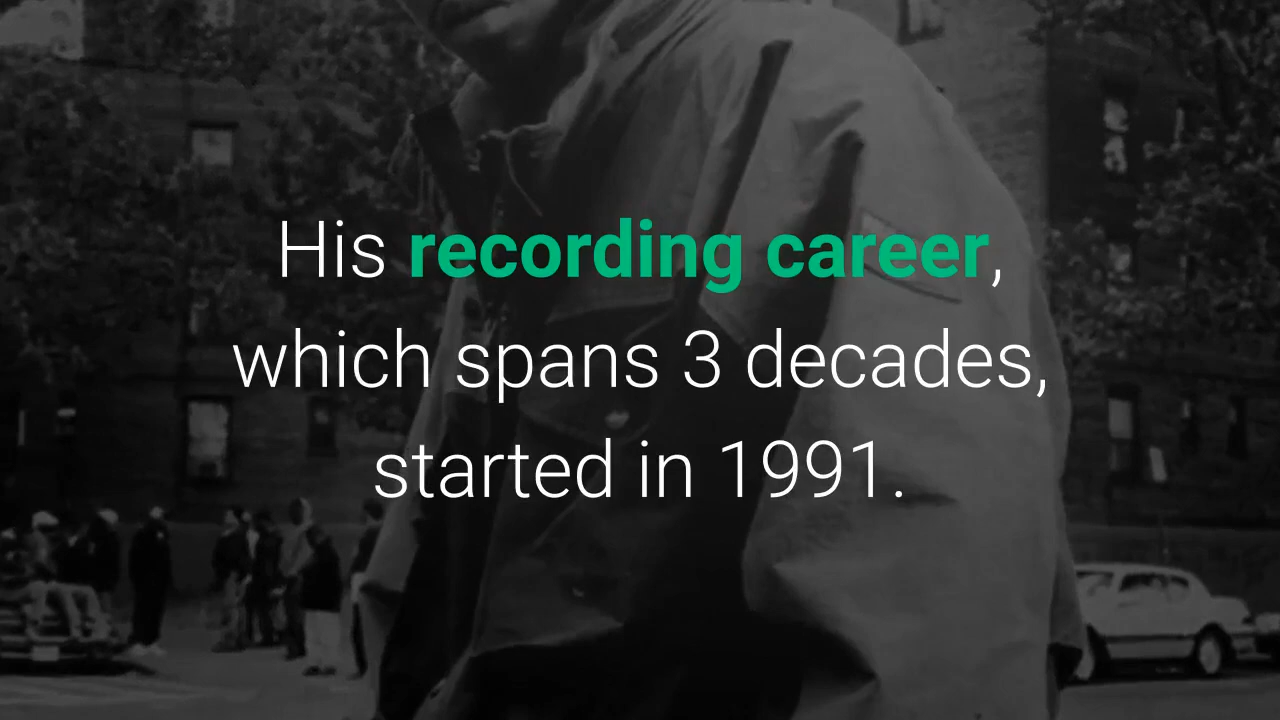 His recording career,
which spans 3 decades,
started in 1991.